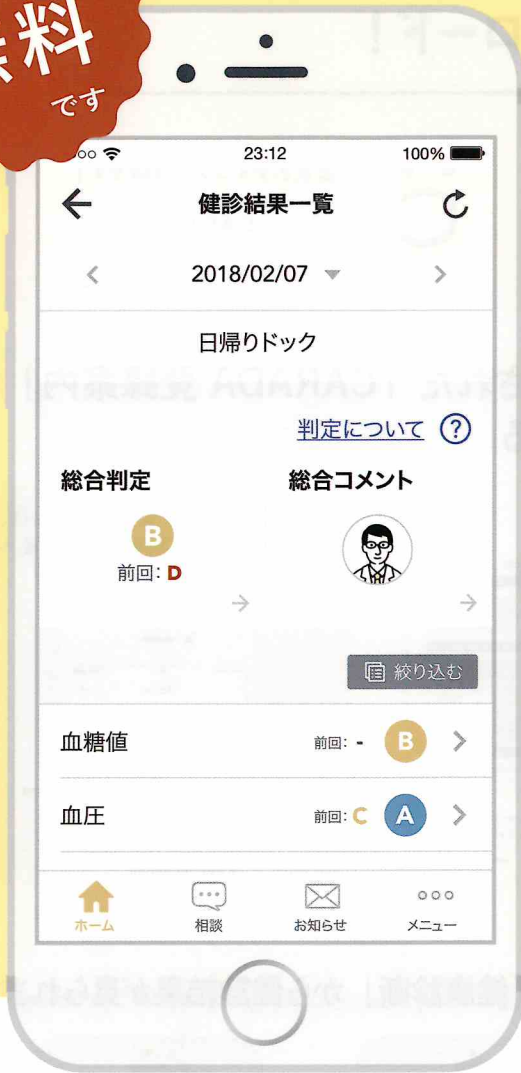 料
です
23:12
100%
健診結果一覧
2018/02/07
日帰りドック
判定について ?
総合判定
総合コメント
B
前回: D
絞り込む
血糖値 前回: - B
血圧 前回: C A
ホーム 相談 お知らせ メニュー